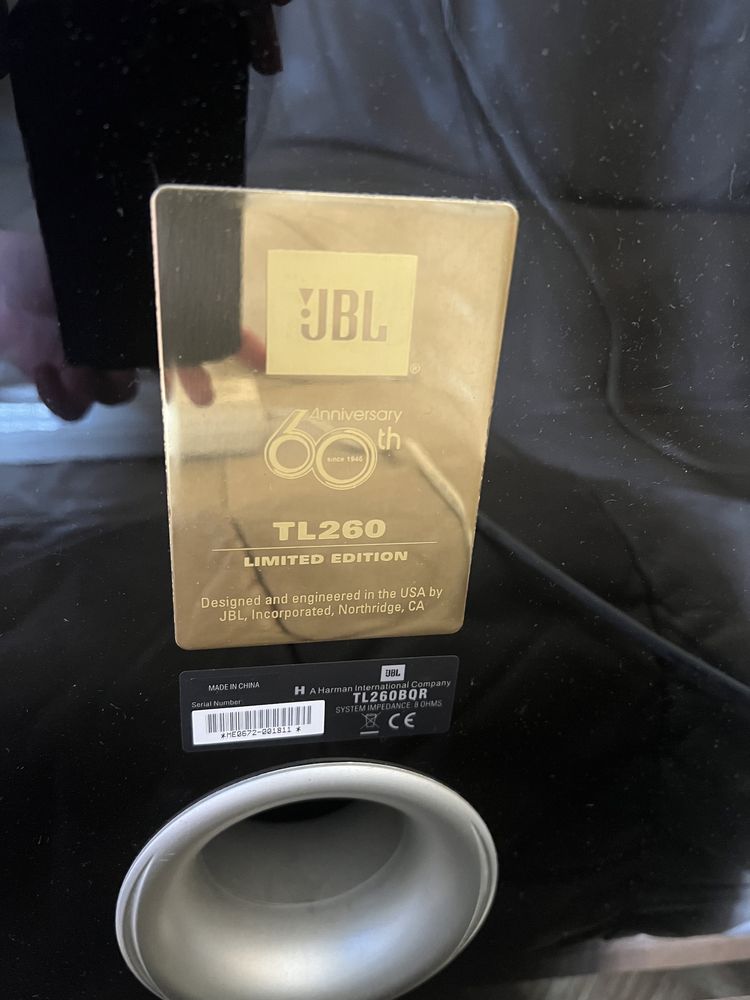 JBL
®
Anniversary
60th
since 1946
TL260
LIMITED EDITION
Designed and engineered in the USA by
JBL, Incorporated, Northridge, CA
JBL
MADE IN CHINA
H A Harman International Company
Serial Number
TL260BQR
SYSTEM IMPEDANCE: 8 OHMS
*ME0672-001811*
CE